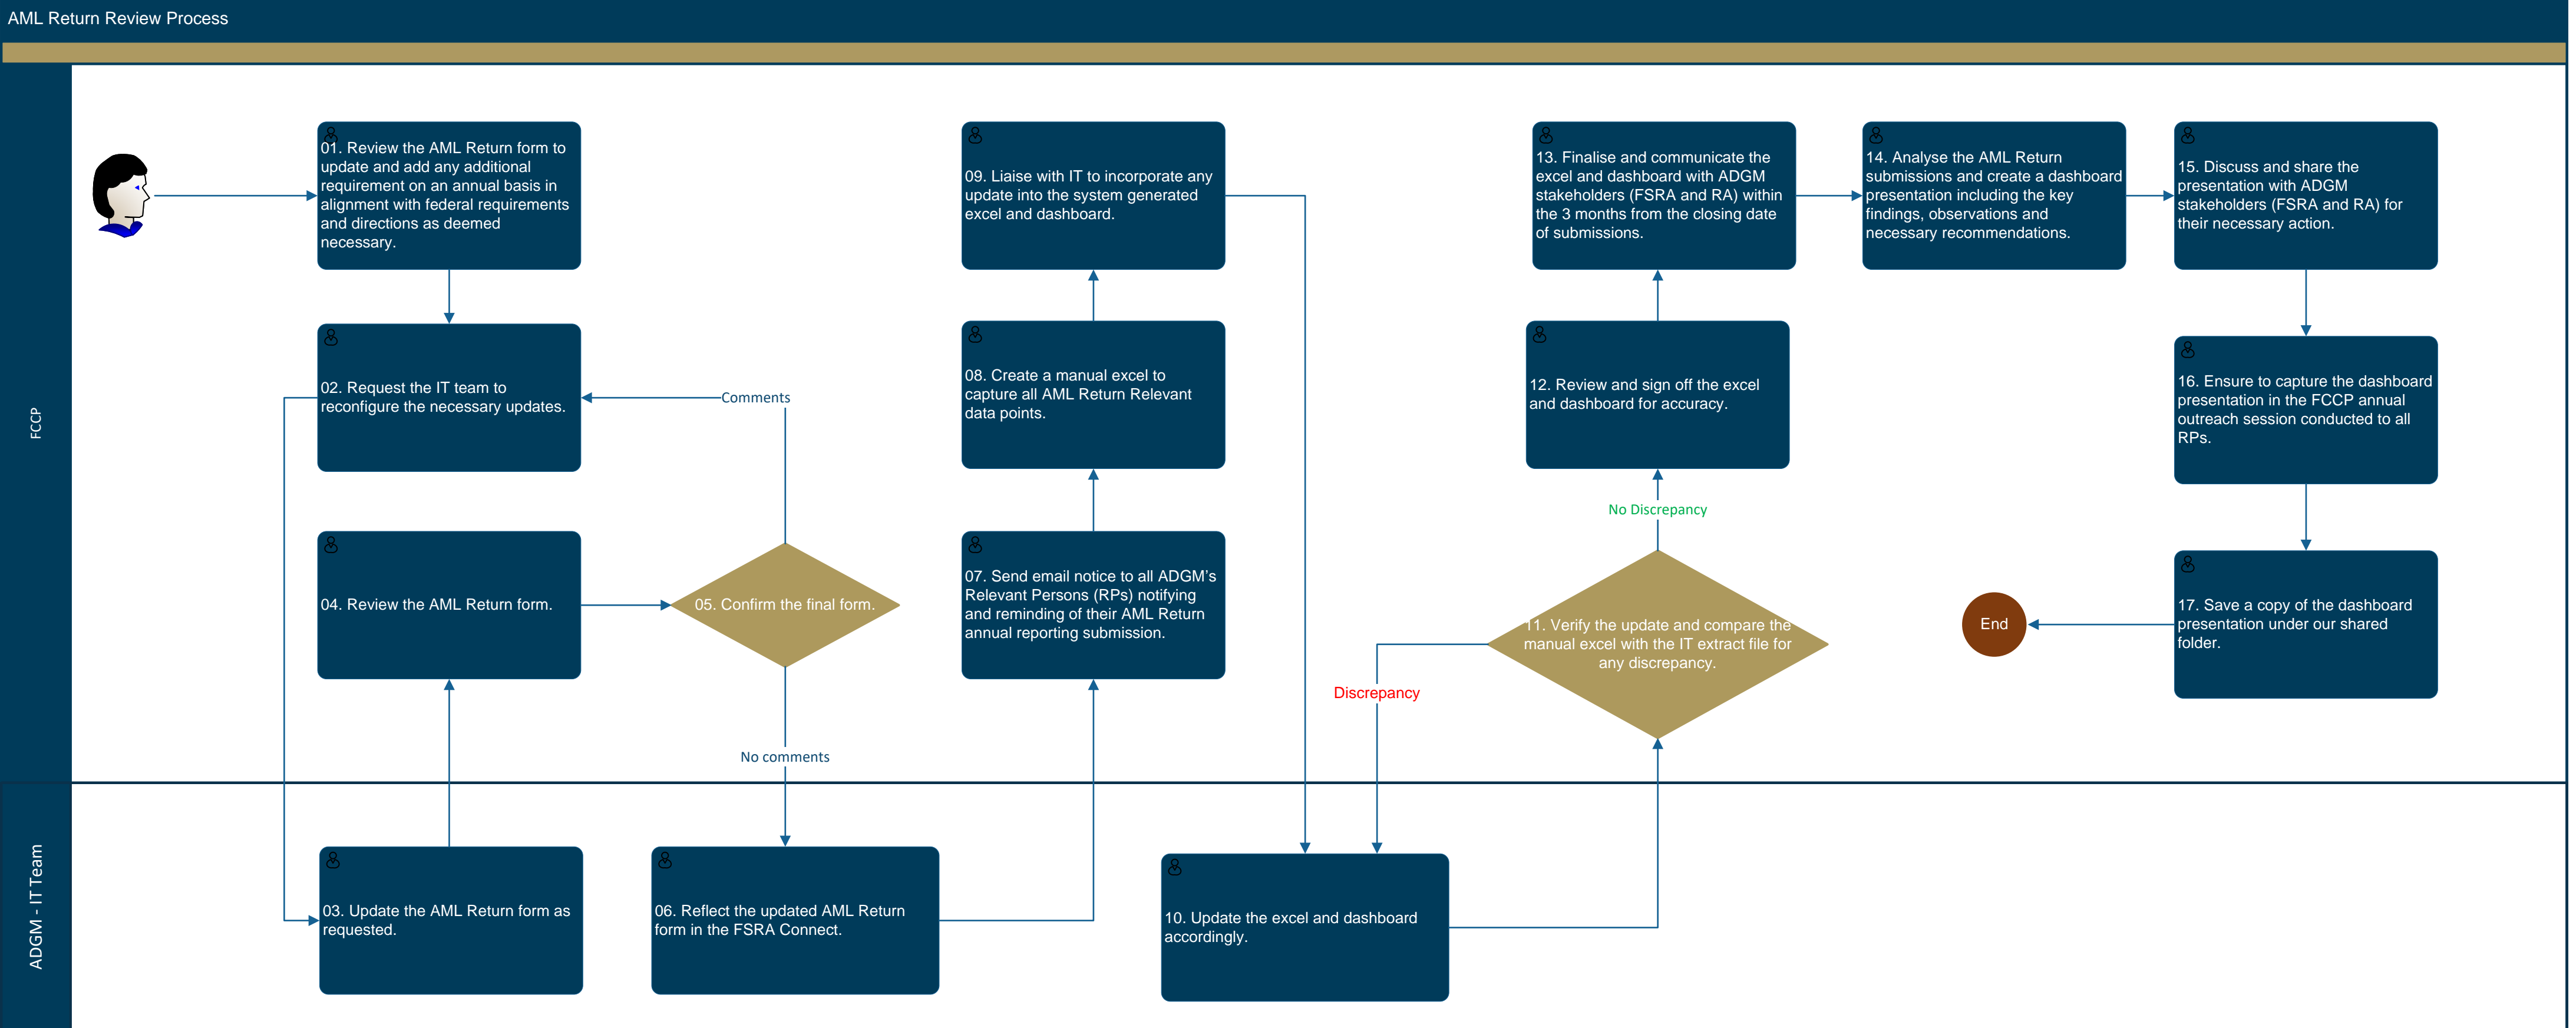 AML Return Review Process
FCCP
01. Review the AML Return form to
update and add any additional
requirement on an annual basis in
alignment with federal requirements
and directions as deemed
necessary.
02. Request the IT team to
reconfigure the necessary updates.
Comments
04. Review the AML Return form.
05. Confirm the final form.
No comments
09. Liaise with IT to incorporate any
update into the system generated
excel and dashboard.
08. Create a manual excel to
capture all AML Return Relevant
data points.
07. Send email notice to all ADGM’s
Relevant Persons (RPs) notifying
and reminding of their AML Return
annual reporting submission.
13. Finalise and communicate the
excel and dashboard with ADGM
stakeholders (FSRA and RA) within
the 3 months from the closing date
of submissions.
12. Review and sign off the excel
and dashboard for accuracy.
No Discrepancy
11. Verify the update and compare the
manual excel with the IT extract file for
any discrepancy.
Discrepancy
14. Analyse the AML Return
submissions and create a dashboard
presentation including the key
findings, observations and
necessary recommendations.
15. Discuss and share the
presentation with ADGM
stakeholders (FSRA and RA) for
their necessary action.
16. Ensure to capture the dashboard
presentation in the FCCP annual
outreach session conducted to all
RPs.
17. Save a copy of the dashboard
presentation under our shared
folder.
End
ADGM - IT Team
03. Update the AML Return form as
requested.
06. Reflect the updated AML Return
form in the FSRA Connect.
10. Update the excel and dashboard
accordingly.